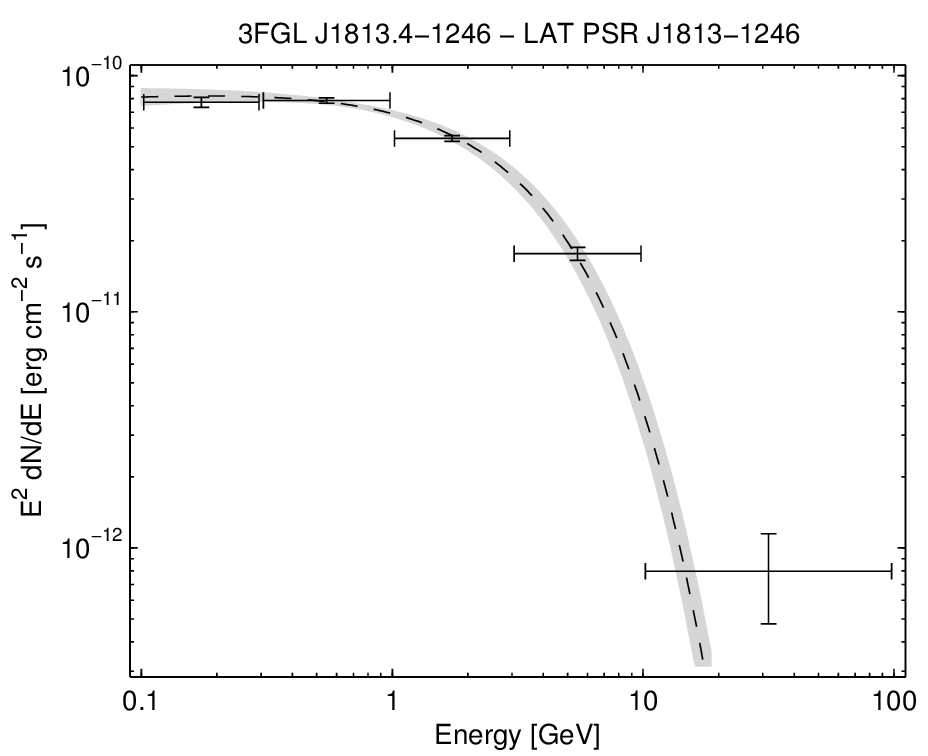 3FGL J1813.4−1246 − LAT PSR J1813−1246
E² dN/dE [erg cm⁻² s⁻¹]
10⁻¹⁰
10⁻¹¹
10⁻¹²
0.1 1 10 100
Energy [GeV]